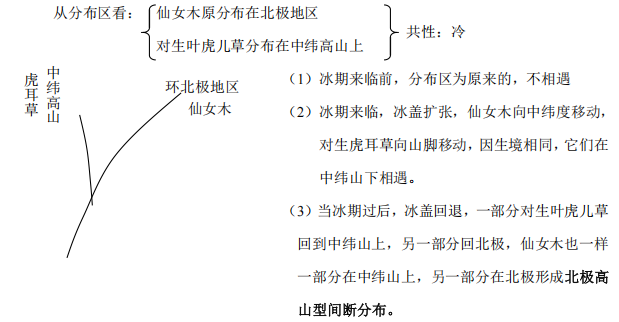 从分布区看：
仙女木原分布在北极地区
对生叶虎儿草分布在中纬高山上
共性：冷
虎耳草
中纬高山
环北极地区
仙女木
（1）冰期来临前，分布区为原来的，不相遇
（2）冰期来临，冰盖扩张，仙女木向中纬度移动，
对生虎耳草向山脚移动，因生境相同，它们在
中纬山下相遇。
（3）当冰期过后，冰盖回退，一部分对生叶虎儿草
回到中纬山上，另一部分回北极，仙女木也一样
一部分在中纬山上，另一部分在北极形成北极高
山型间断分布。